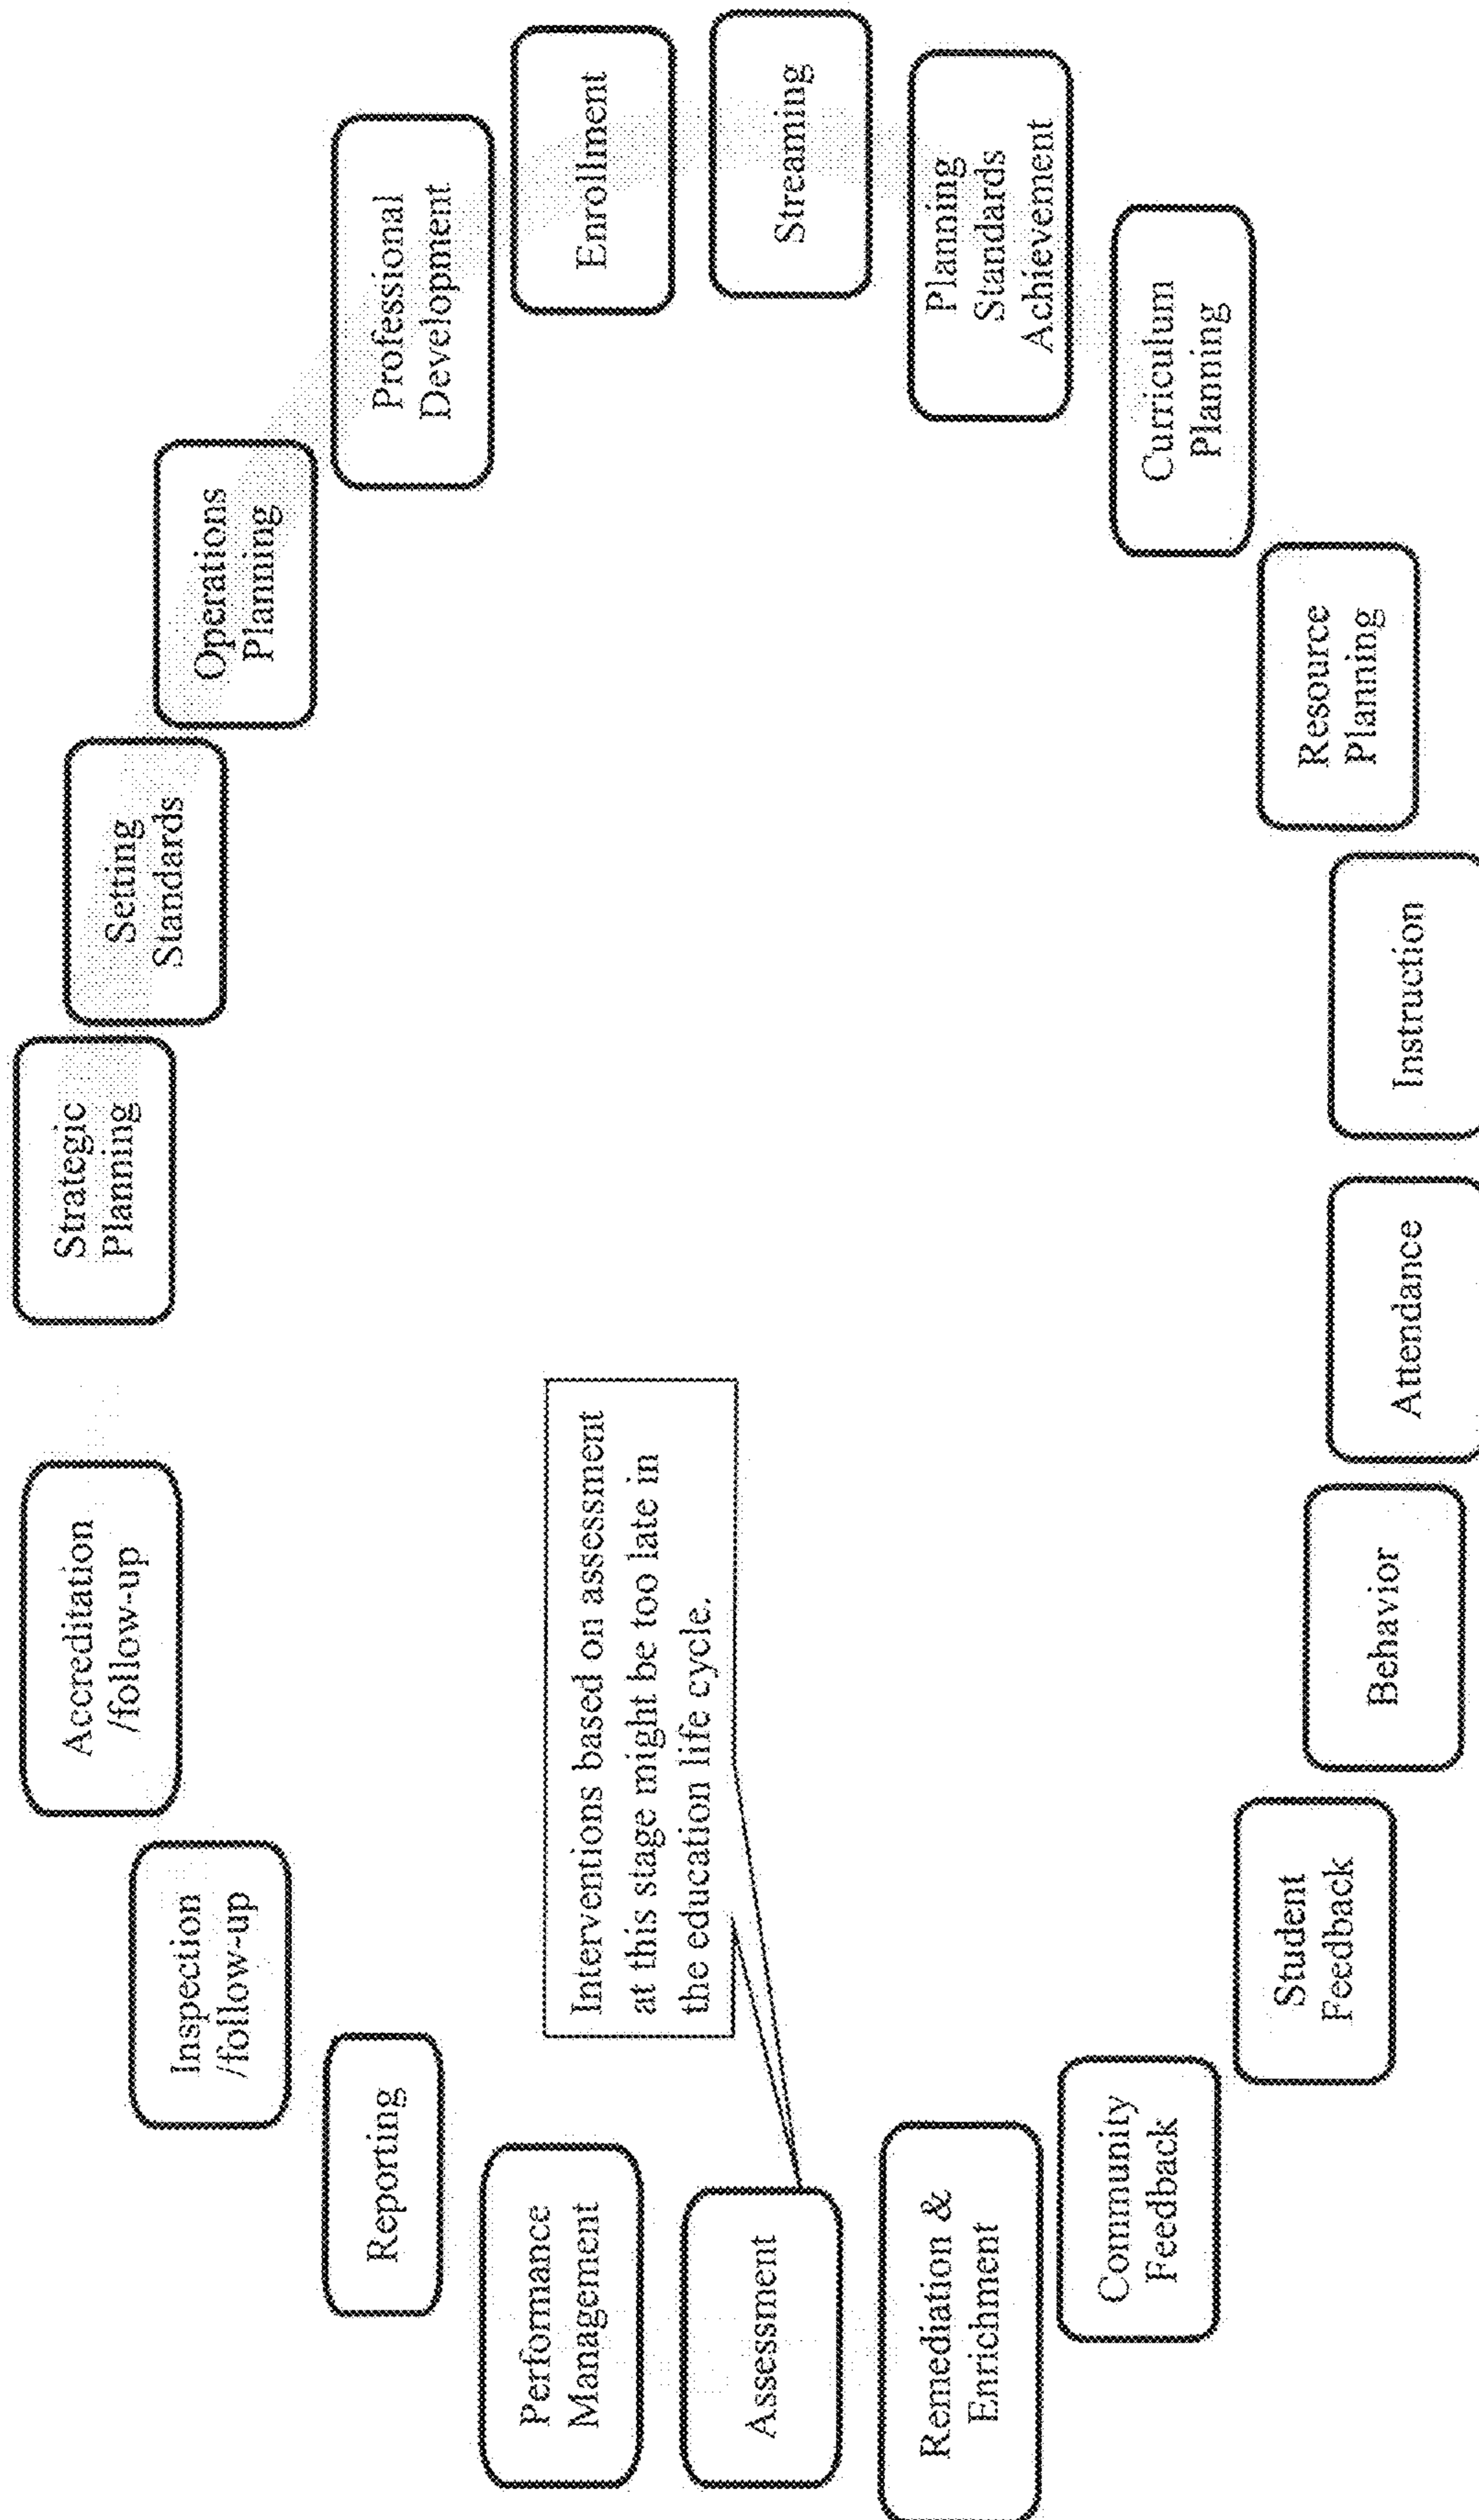 Strategic
Planning
Setting
Standards
Operations
Planning
Professional
Development
Enrollment
Streaming
Planning
Standards
Achievement
Curriculum
Planning
Resource
Planning
Instruction
Attendance
Behavior
Student
Feedback
Community
Feedback
Remediation &
Enrichment
Assessment
Performance
Management
Reporting
Inspection
/follow-up
Accreditation
/follow-up
Interventions based on assessment
at this stage might be too late in
the education life cycle.